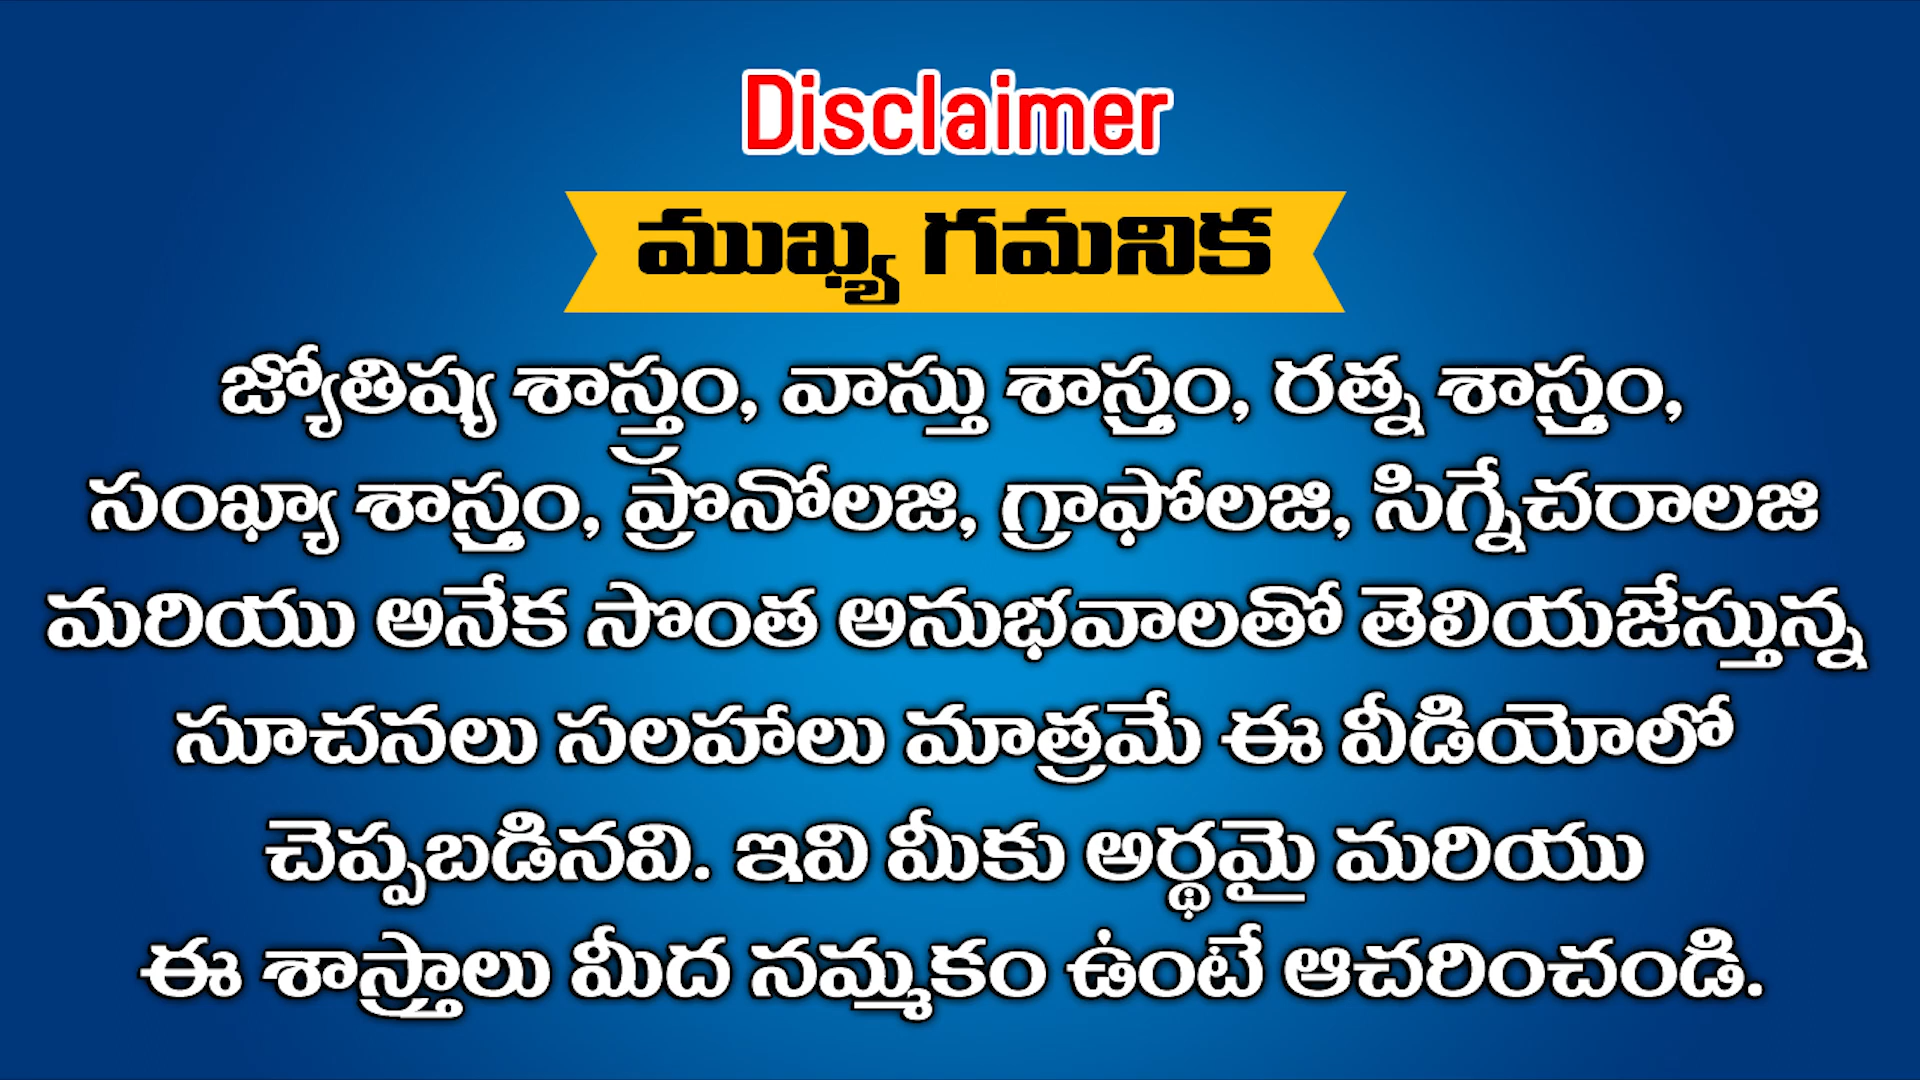 Disclaimer
ముఖ్య గమనిక
జ్యోతిష్య శాస్త్రం, వాస్తు శాస్త్రం, రత్న శాస్త్రం,
సంఖ్యా శాస్త్రం, ప్రొనోలజి, గ్రాఫోలజి, సిగ్నేచరాలజి
మరియు అనేక సొంత అనుభవాలతో తెలియజేస్తున్న
సూచనలు సలహాలు మాత్రమే ఈ వీడియోలో
చెప్పబడినవి. ఇవి మీకు అర్థమై మరియు
ఈ శాస్త్రాలు మీద నమ్మకం ఉంటే ఆచరించండి.